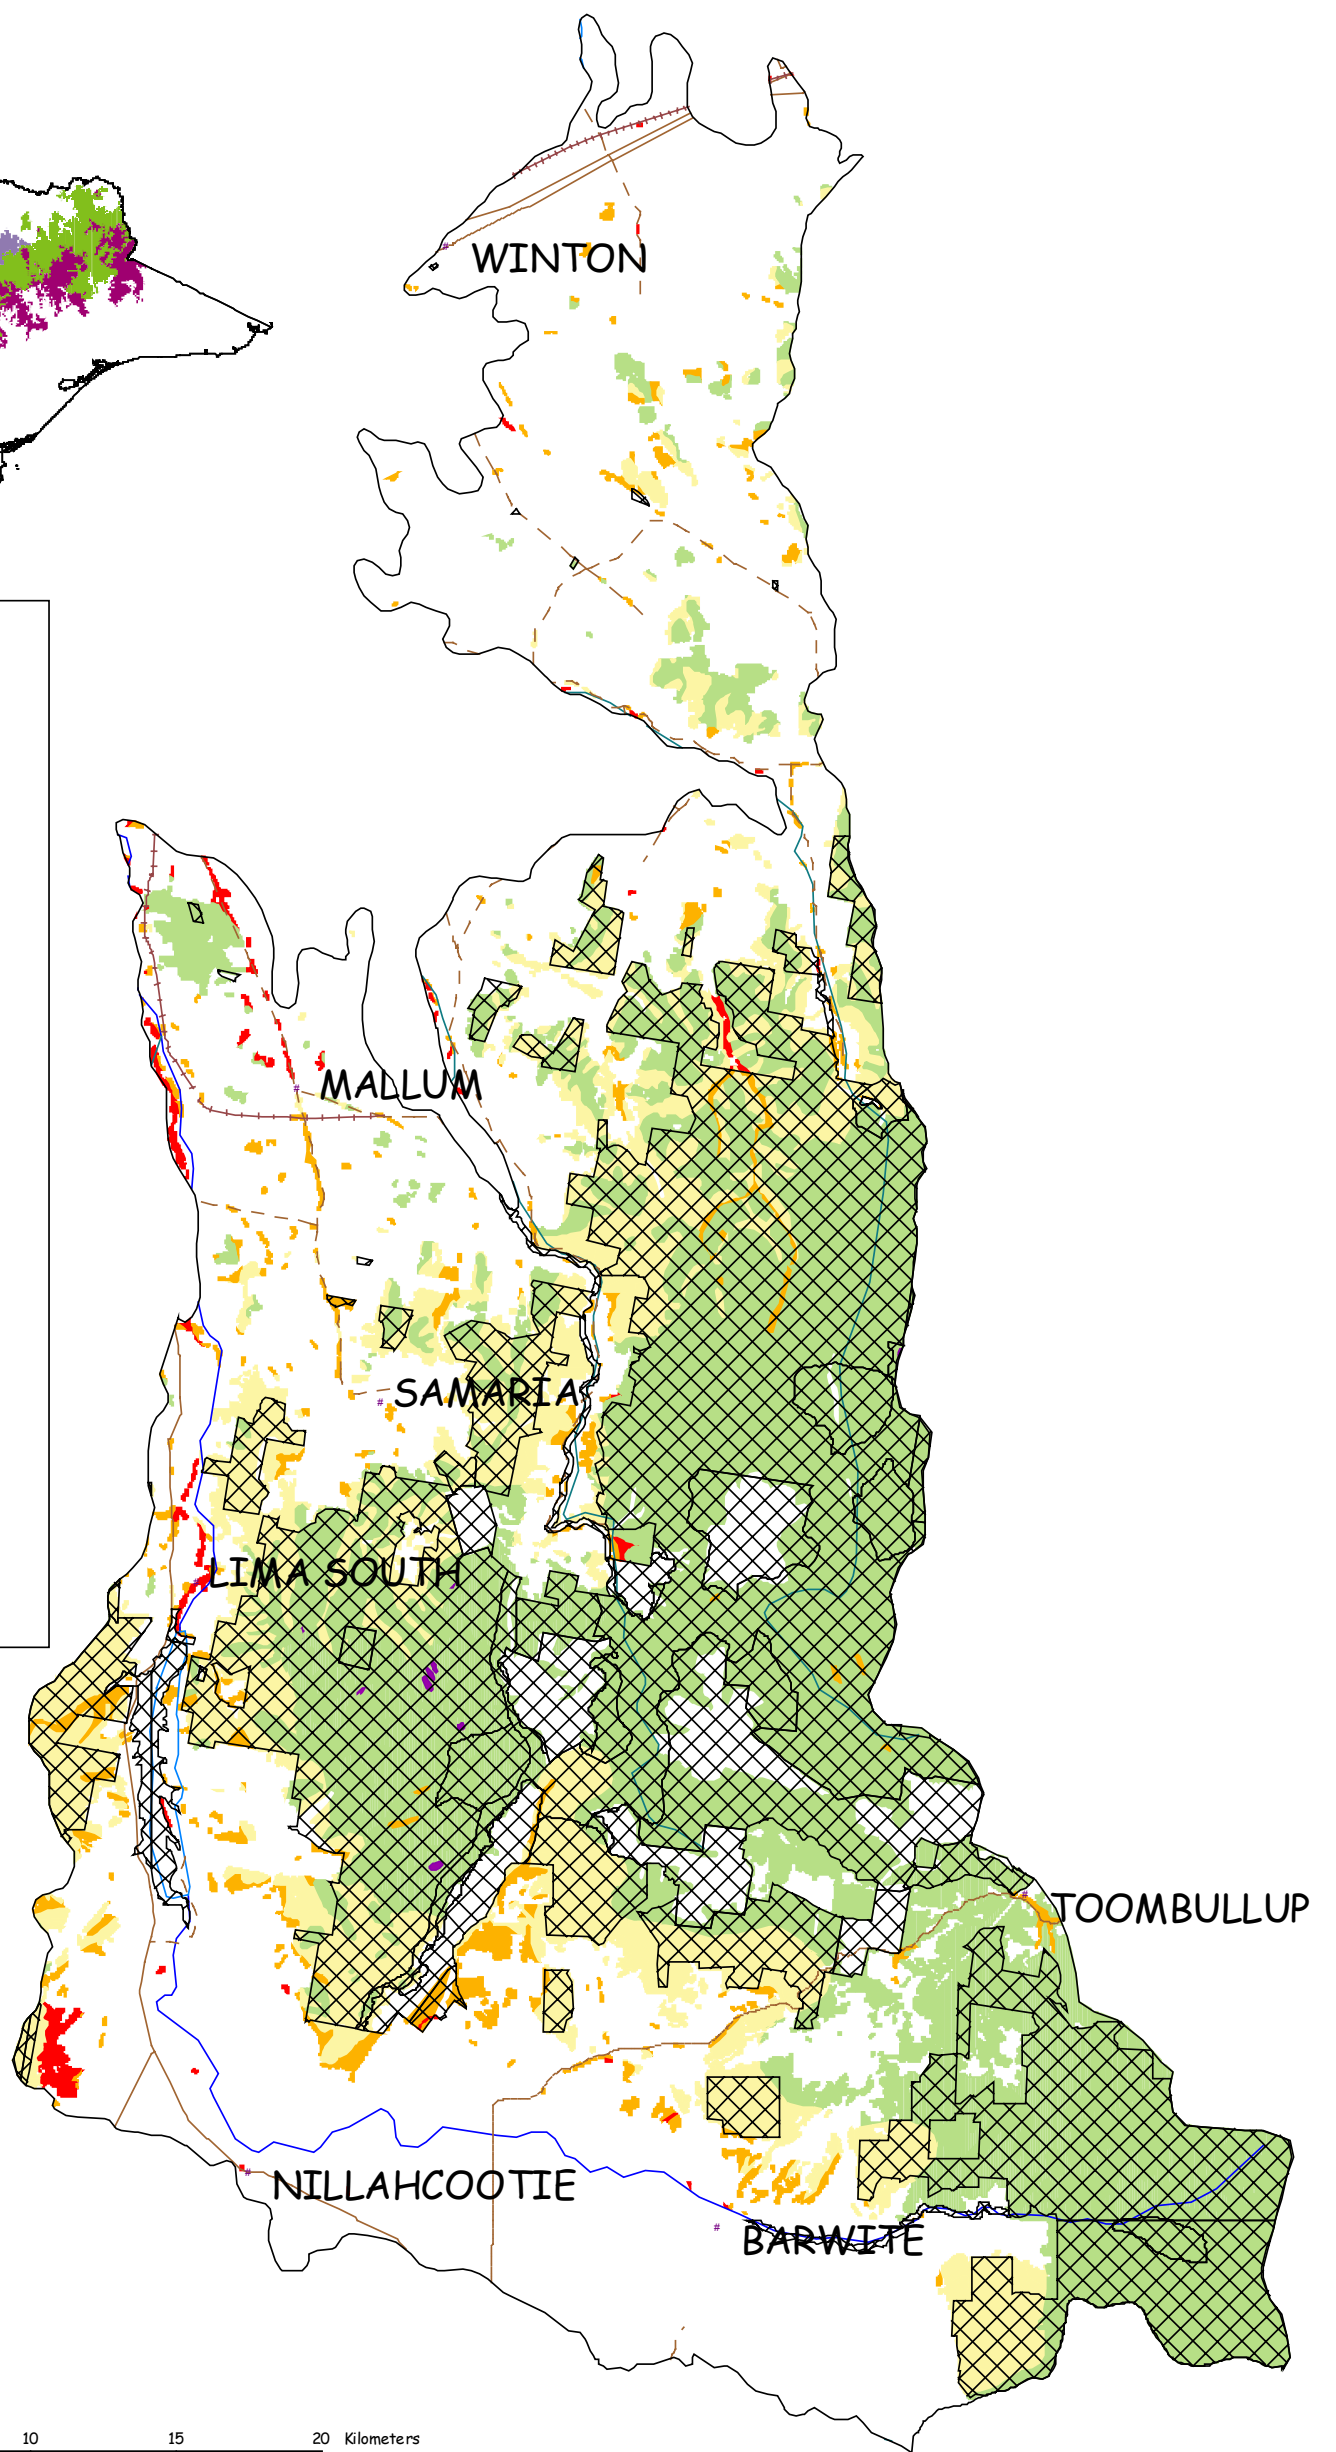 WINTON
MALLUM
SAMARIA
LIMA SOUTH
TOOMBULLUP
NILLAHCOOTIE
BARWITE
10 15 20 Kilometers